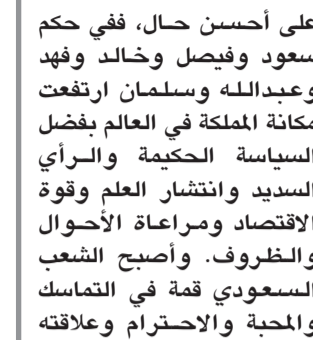 على أحسن حال، ففي حكم
سعود وفيصل وخالد وفهد
وعبدالله وسلمان ارتفعت
مكانة المملكة في العالم بفضل
السياسة الحكيمة والرأي
السديد وانتشار العلم وقوة
الاقتصاد ومراعاة الأحوال
والظروف. وأصبح الشعب
السعودي قمة في التماسك
والمحبة والاحترام وعلاقته